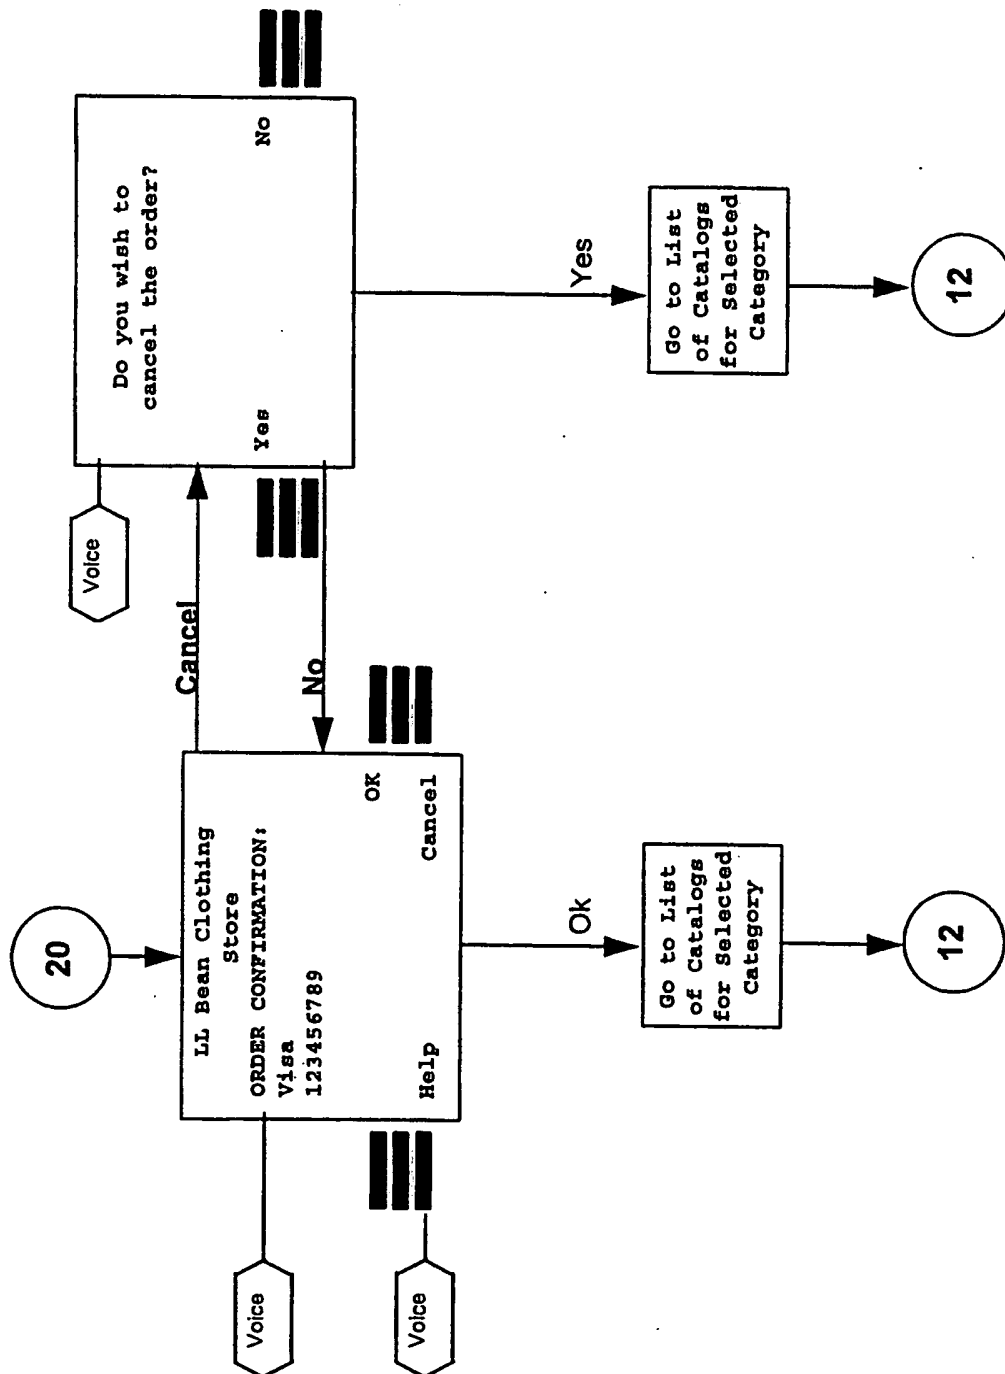 20
LL Bean Clothing
Store
ORDER CONFIRMATION:
Visa
123456789
OK
Help
Cancel
Voice
Voice
Cancel
No
Voice
Do you wish to
cancel the order?
Yes
No
Ok
Go to List
of Catalogs
for Selected
Category
12
Yes
Go to List
of Catalogs
for Selected
Category
12